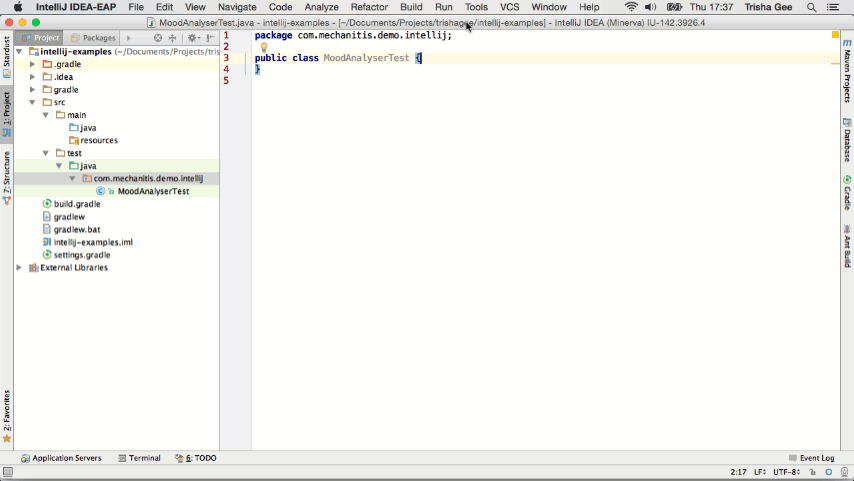 IntelliJ IDEA-EAP File Edit View Navigate Code Analyze Refactor Build Run Tools VCS Window Help Thu 17:37 Trisha Gee
MoodAnalyserTest.java - intellij-examples - [~/Documents/Projects/trishagee/intellij-examples] - IntelliJ IDEA (Minerva) IU-142.3926.4
Project Packages
intellij-examples (~/Documents/Projects/tris
.gradle
.idea
gradle
src
main
java
resources
test
java
com.mechanitis.demo.intellij
MoodAnalyserTest
build.gradle
gradlew
gradlew.bat
intellij-examples.iml
settings.gradle
External Libraries
Stardust
1: Project
7: Structure
2: Favorites
1 package com.mechanitis.demo.intellij;
2
3 public class MoodAnalyserTest {
4 }
5
Maven Projects
Database
Gradle
Ant Build
Application Servers Terminal 6: TODO Event Log
2:17 LF UTF-8